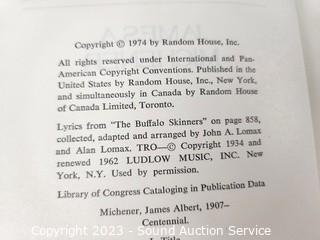 Copyright © 1974 by Random House, Inc.
All rights reserved under International and Pan-
American Copyright Conventions. Published in the
United States by Random House, Inc., New York,
and simultaneously in Canada by Random House
of Canada Limited, Toronto.
Lyrics from "The Buffalo Skinners" on page 858,
collected, adapted and arranged by John A. Lomax
and Alan Lomax. TRO—© Copyright 1934 and
renewed 1962 LUDLOW MUSIC, INC. New
York, N.Y. Used by permission.
Library of Congress Cataloging in Publication Data
Michener, James Albert, 1907–
Centennial.
I. Title.
Copyright 2023 - Sound Auction Service -